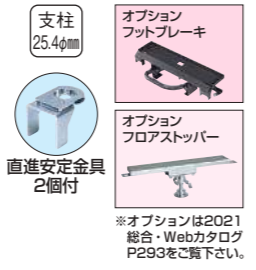 支柱
25.4φ㎜
直進安定金具
2個付
オプション
フットブレーキ
オプション
フロアストッパー
※オプションは2021
総合・Webカタログ
P293をご覧下さい。